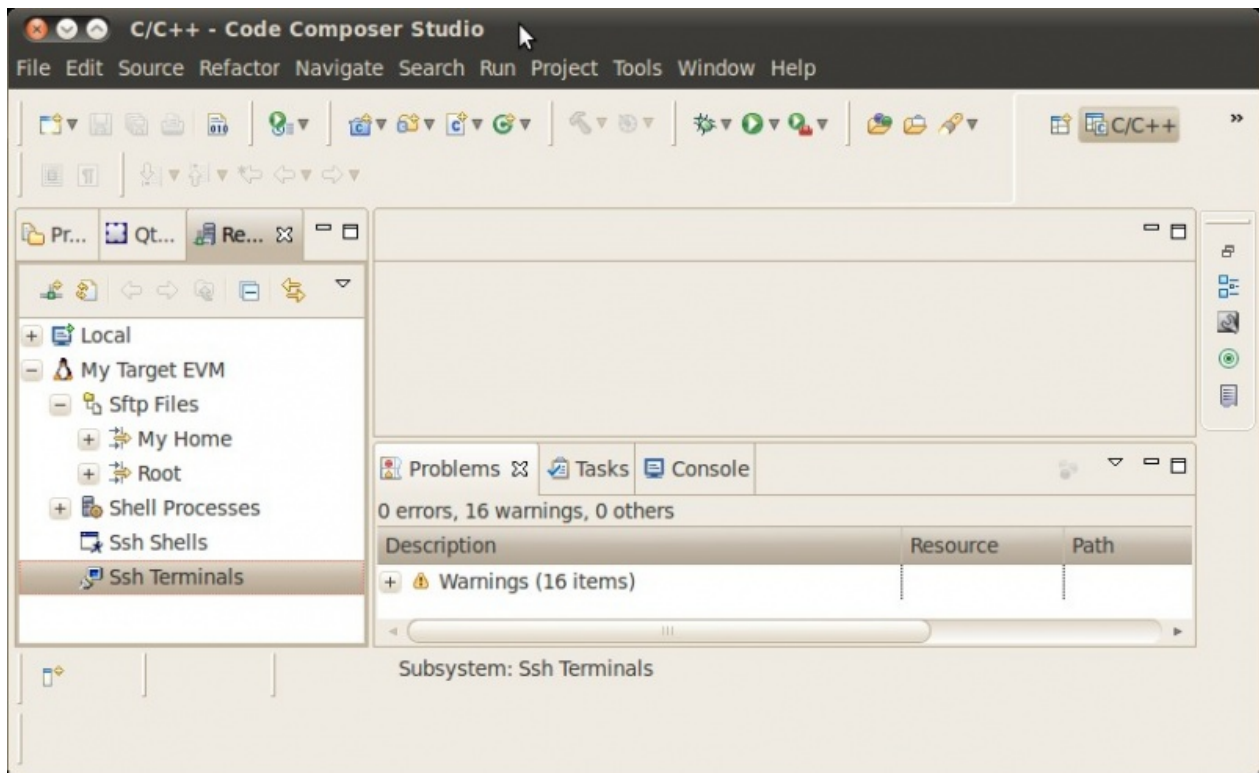 C/C++ - Code Composer Studio
File Edit Source Refactor Navigate Search Run Project Tools Window Help
C/C++
Pr... Qt... Re...
Local
My Target EVM
Sftp Files
My Home
Root
Shell Processes
Ssh Shells
Ssh Terminals
Problems Tasks Console
0 errors, 16 warnings, 0 others
Description Resource Path
Warnings (16 items)
Subsystem: Ssh Terminals